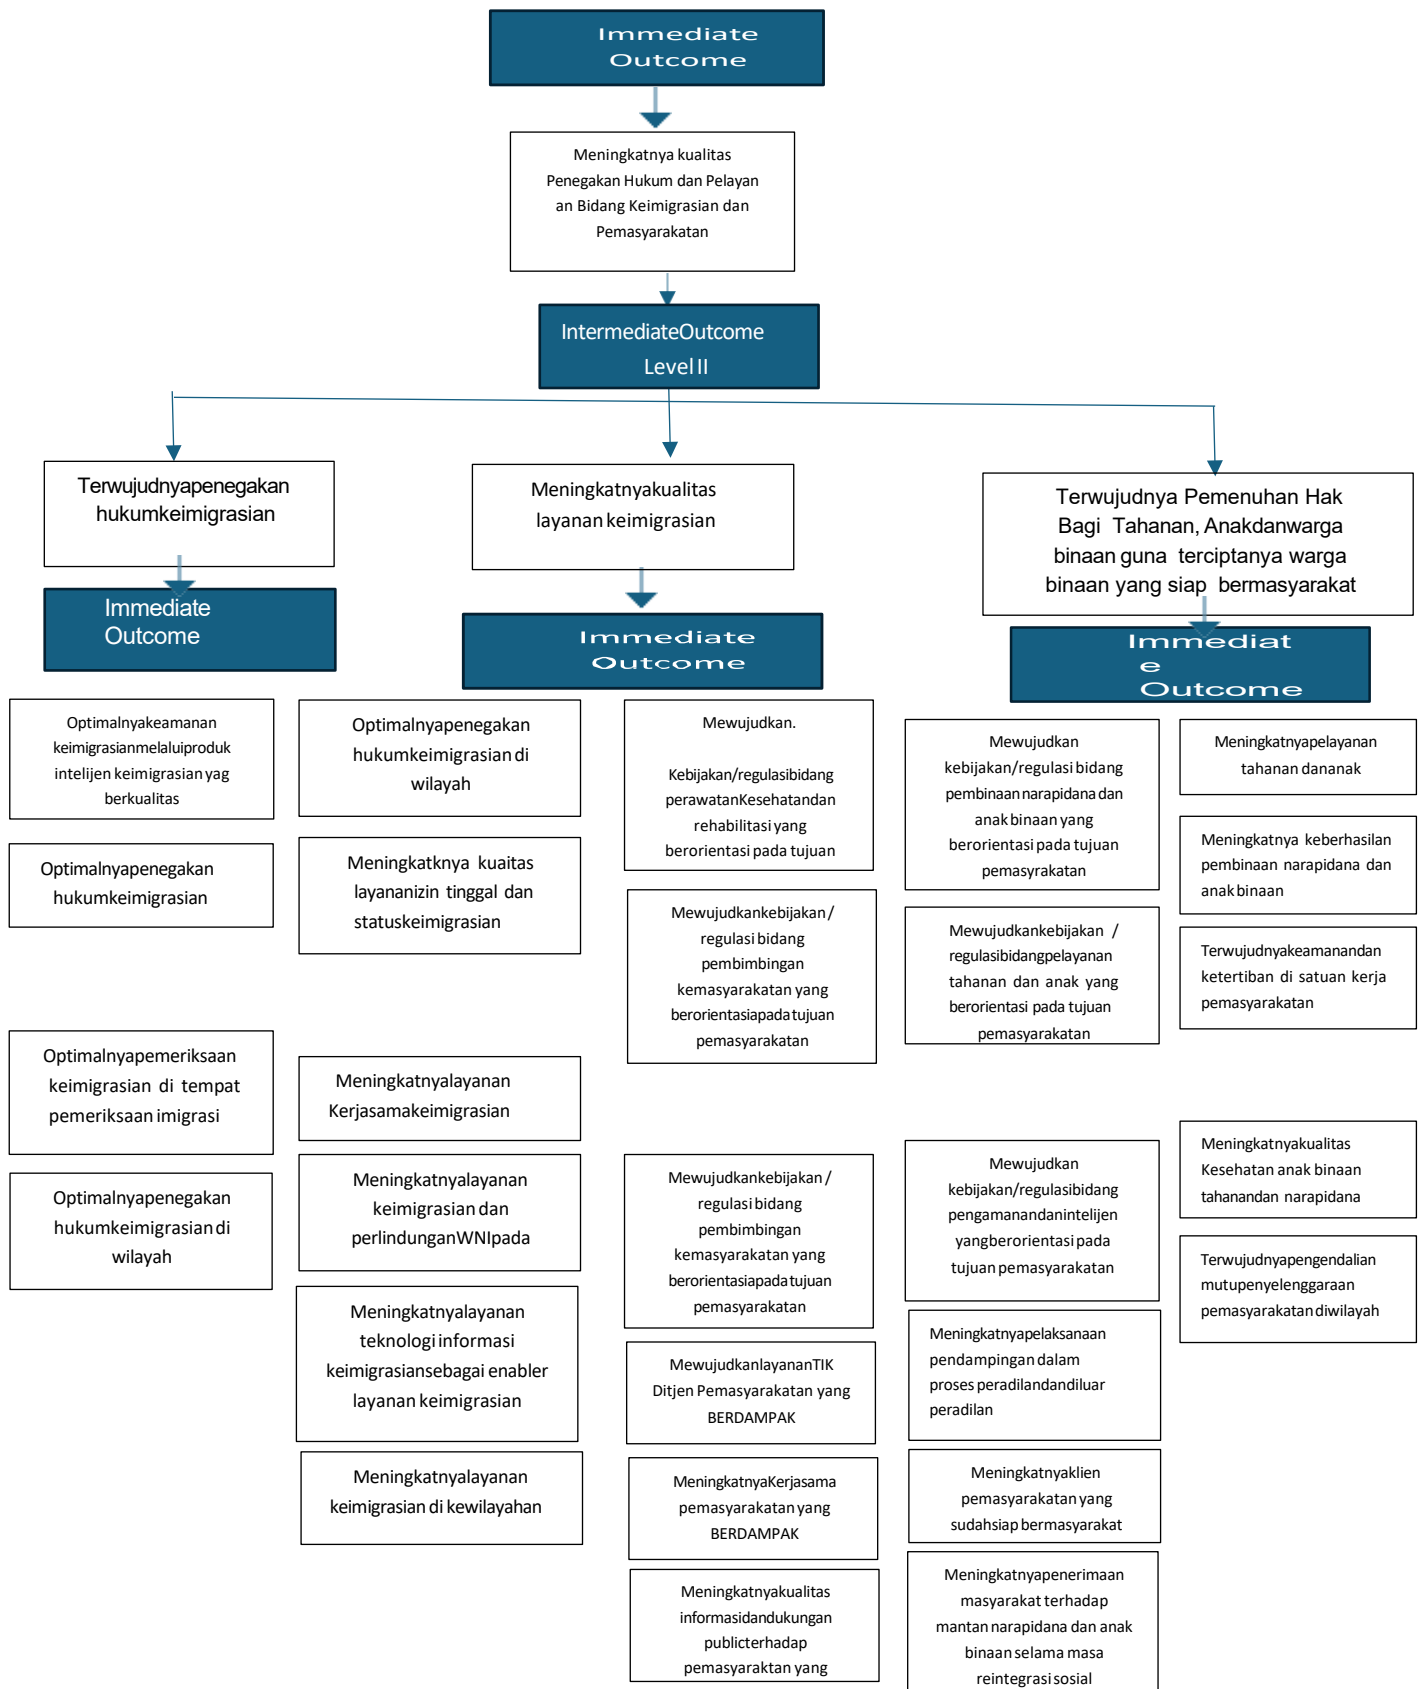 Immediate
Outcome
Meningkatnya kualitas
Penegakan Hukum dan Pelayan
an Bidang Keimigrasian dan
Pemasyarakatan
IntermediateOutcome
Level II
Terwujudnyapenegakan
hukumkeimigrasian
Meningkatnyakualitas
layanan keimigrasian
Terwujudnya Pemenuhan Hak
Bagi Tahanan, Anakdanwarga
binaan guna terciptanya warga
binaan yang siap bermasyarakat
Immediate
Outcome
Immediate
Outcome
Immediat
e
Outcome
Optimalnyakeamanan
keimigrasianmelaluiproduk
intelijen keimigrasian yag
berkualitas
Optimalnyapenegakan
hukumkeimigrasian
Optimalnyapemeriksaan
keimigrasian di tempat
pemeriksaan imigrasi
Optimalnyapenegakan
hukumkeimigrasian di
wilayah
Optimalnyapenegakan
hukumkeimigrasian di
wilayah
Meningkatknya kuaitas
layananizin tinggal dan
statuskeimigrasian
Meningkatnyalayanan
Kerjasamakeimigrasian
Meningkatnyalayanan
keimigrasian dan
perlindunganWNIpada
Meningkatnyalayanan
teknologi informasi
keimigrasiansebagai enabler
layanan keimigrasian
Meningkatnyalayanan
keimigrasian di kewilayahan
Mewujudkan.
Kebijakan/regulasibidang
perawatanKesehatandan
rehabilitasi yang
berorientasi pada tujuan
Mewujudkankebijakan /
regulasi bidang
pembimbingan
kemasyarakatan yang
berorientasiapadatujuan
pemasyarakatan
Mewujudkankebijakan /
regulasi bidang
pembimbingan
kemasyarakatan yang
berorientasiapadatujuan
pemasyarakatan
MewujudkanlayananTIK
Ditjen Pemasyarakatan yang
BERDAMPAK
MeningkatnyaKerjasama
pemasyarakatan yang
BERDAMPAK
Meningkatnyakualitas
informasidandukungan
publicterhadap
pemasyaraktan yang
Mewujudkan
kebijakan/regulasi bidang
pembinaan narapidana dan
anak binaan yang
berorientasi pada tujuan
pemasyrakatan
Mewujudkankebijakan /
regulasibidangpelayanan
tahanan dan anak yang
berorientasi pada tujuan
pemasyarakatan
Mewujudkan
kebijakan/regulasibidang
pengamanandanintelijen
yangberorientasi pada
tujuan pemasyarakatan
Meningkatnyapelaksanaan
pendampingan dalam
proses peradilandandiluar
peradilan
Meningkatnyaklien
pemasyarakatan yang
sudahsiap bermasyarakat
Meningkatnyapenerimaan
masyarakat terhadap
mantan narapidana dan anak
binaan selama masa
reintegrasi sosial
Meningkatnyapelayanan
tahanan dananak
Meningkatnya keberhasilan
pembinaan narapidana dan
anak binaan
Terwujudnyakeamanandan
ketertiban di satuan kerja
pemasyarakatan
Meningkatnyakualitas
Kesehatan anak binaan
tahanandan narapidana
Terwujudnyapengendalian
mutupenyelenggaraan
pemasyarakatan diwilayah